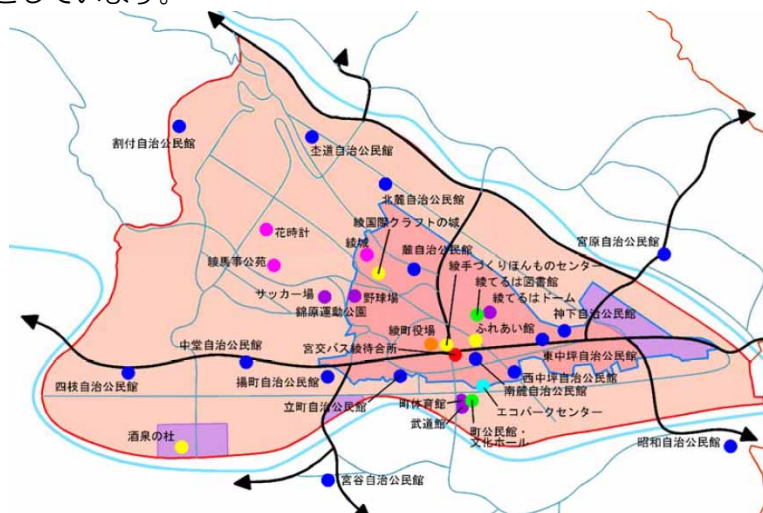 としています。
割付自治公民館
杢道自治公民館
北麓自治公民館
綾国際クラフトの城
花時計
綾城
麓自治公民館
宮原自治公民館
綾馬事公苑
綾手づくりほんものセンター
綾てるは図書館
サッカー場
野球場
綾てるはドーム
錦原運動公園
神下自治公民館
綾町役場
ふれあい館
宮交バス綾待合所
中堂自治公民館
東中坪自治公民館
四枝自治公民館
揚町自治公民館
西中坪自治公民館
南麓自治公民館
立町自治公民館
エコパークセンター
町体育館
武道館
町公民館・
文化ホール
酒泉の杜
昭和自治公民館
宮谷自治公民館